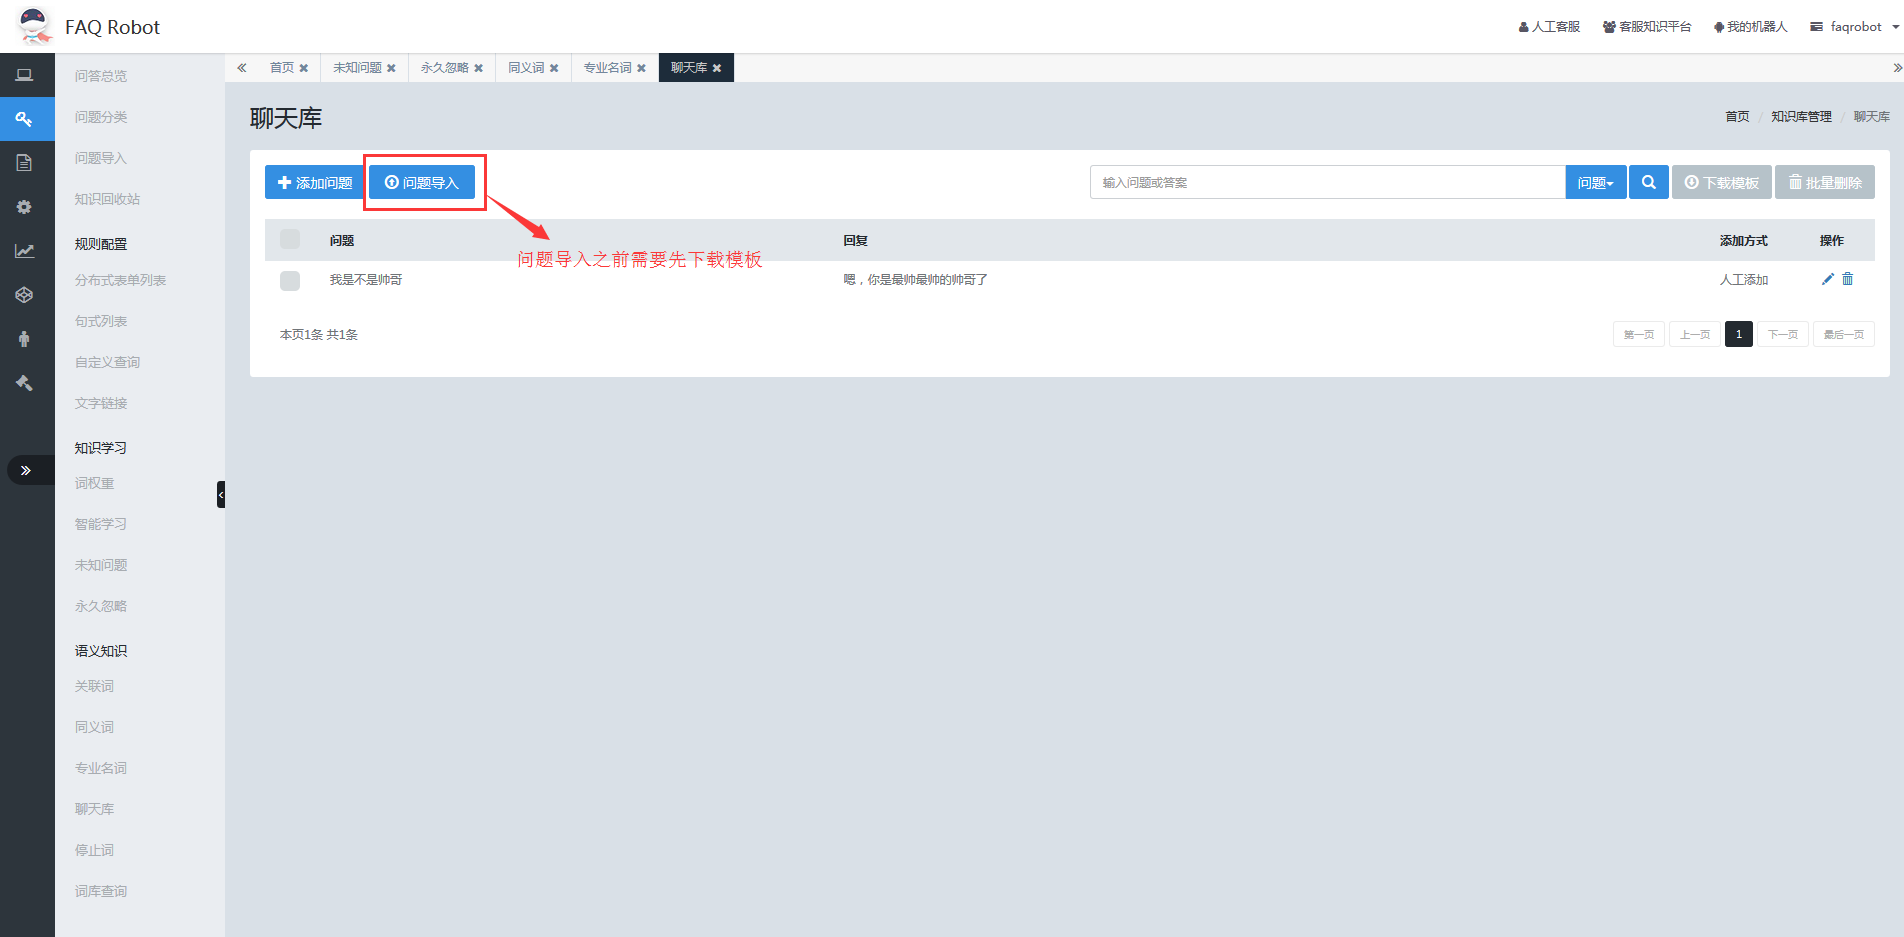 FAQ Robot
人工客服 客服知识平台 我的机器人 faqrobot
首页 未知问题 永久忽略 同义词 专业名词 聊天库
问答总览
问题分类
问题导入
知识回收站
规则配置
分布式表单列表
句式列表
自定义查询
文字链接
知识学习
词权重
智能学习
未知问题
永久忽略
语义知识
关联词
同义词
专业名词
聊天库
停止词
词库查询
聊天库
首页 / 知识库管理 / 聊天库
添加问题 问题导入 输入问题或答案 问题 下载模板 批量删除
问题 回复 添加方式 操作
问题导入之前需要先下载模板
我是不是帅哥 嗯，你是最帅最帅的帅哥了 人工添加
本页1条 共1条 第一页 上一页 1 下一页 最后一页